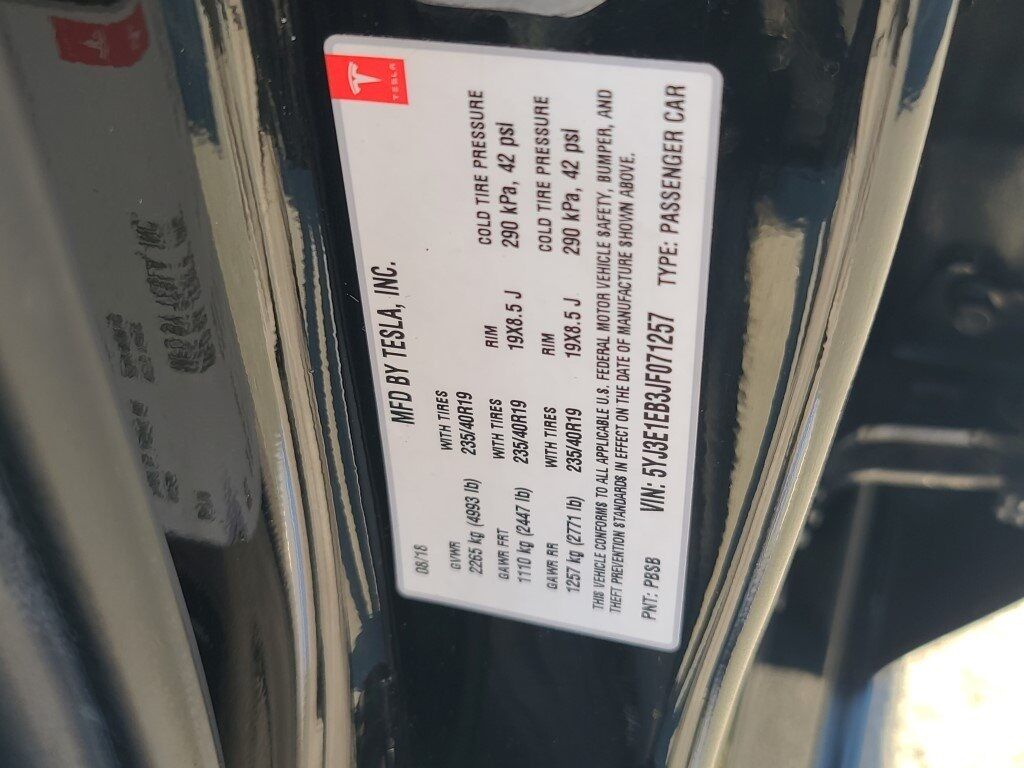 TESLA
MFD BY TESLA, INC.
08/18
GVWR WITH TIRES RIM COLD TIRE PRESSURE
2265 kg (4993 lb) 235/40R19 19X8.5 J 290 kPa, 42 psi
GAWR FRT WITH TIRES RIM COLD TIRE PRESSURE
1110 kg (2447 lb) 235/40R19 19X8.5 J 290 kPa, 42 psi
GAWR RR WITH TIRES
1257 kg (2771 lb) 235/40R19
THIS VEHICLE CONFORMS TO ALL APPLICABLE U.S. FEDERAL MOTOR VEHICLE SAFETY, BUMPER, AND
THEFT PREVENTION STANDARDS IN EFFECT ON THE DATE OF MANUFACTURE SHOWN ABOVE.
PNT: PBSB VIN: 5YJ3E1EB3JF071257 TYPE: PASSENGER CAR